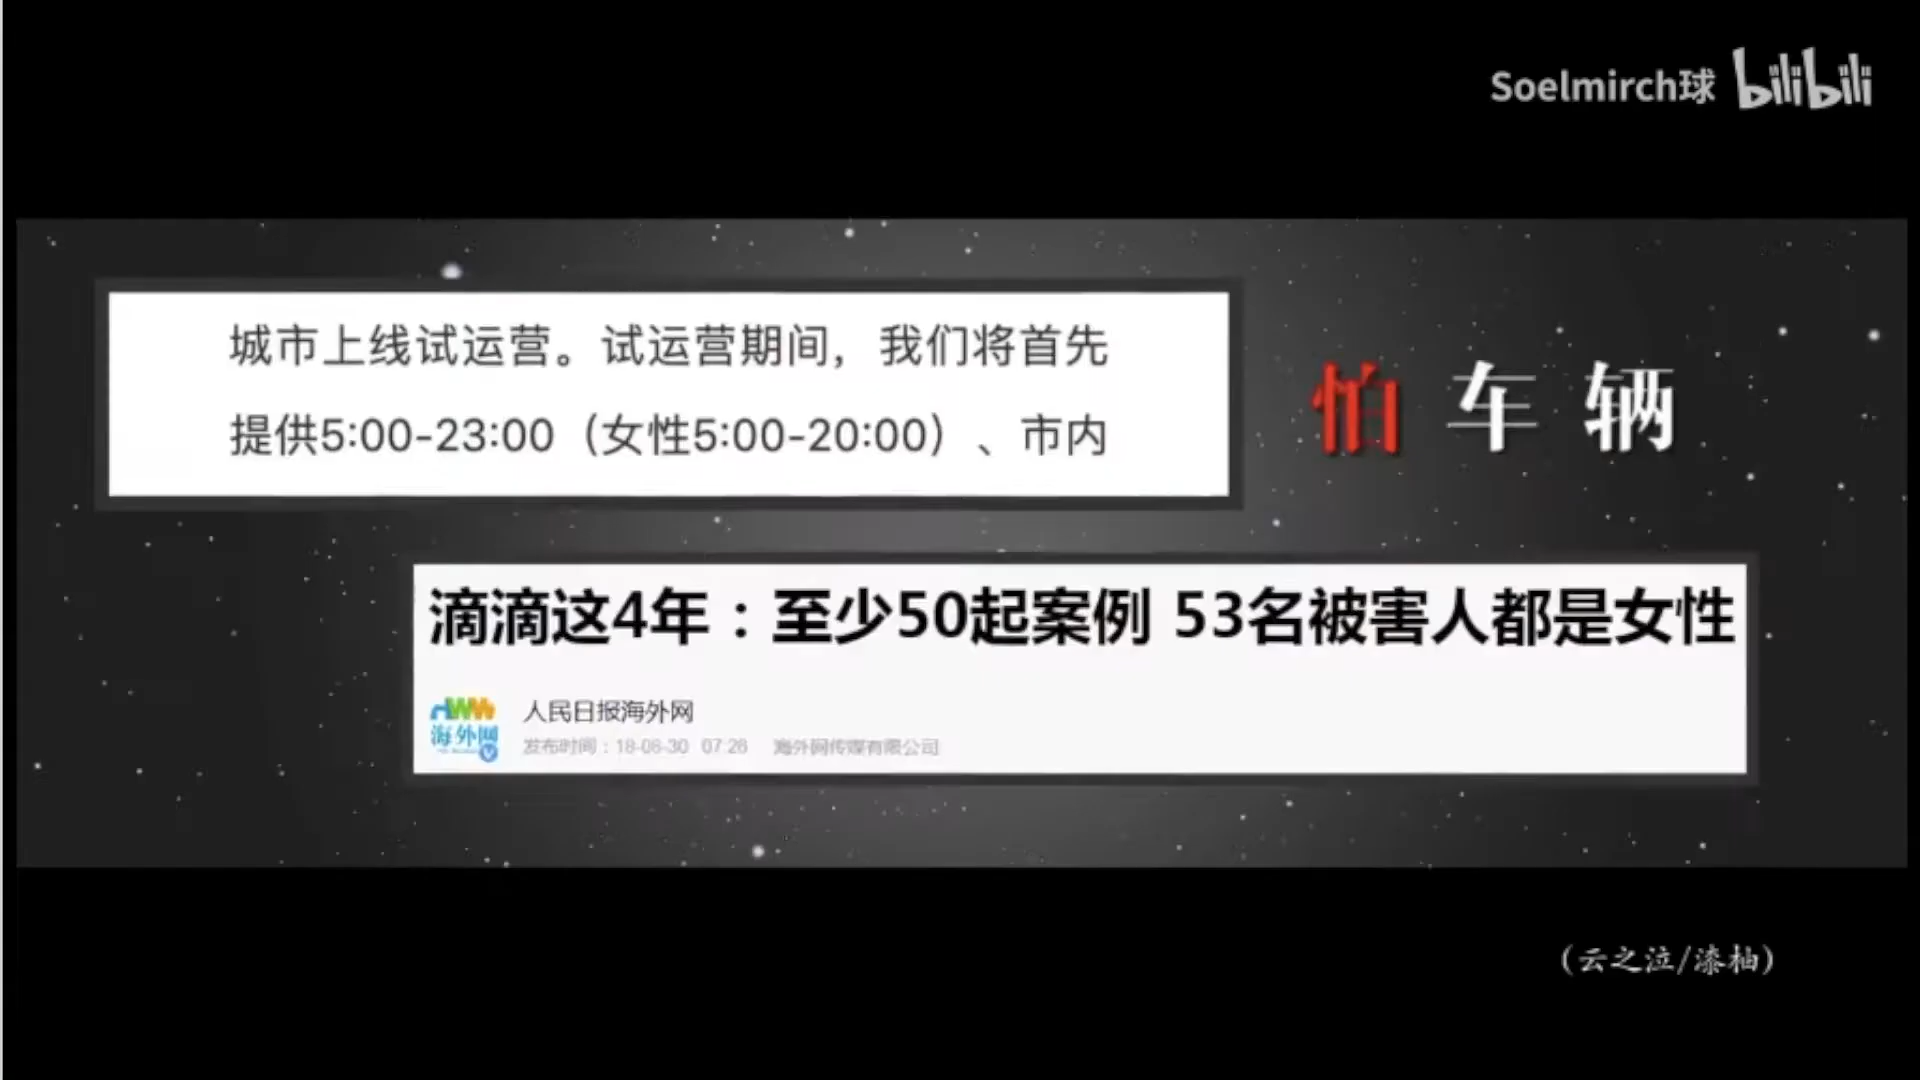 Soelmirch球 bilibili
城市上线试运营。试运营期间，我们将首先
提供5:00-23:00（女性5:00-20:00）、市内
怕车辆
滴滴这4年：至少50起案例 53名被害人都是女性
海外网
人民日报海外网
发布时间：18-08-30 07:26 海外网传媒有限公司
（云之泣/漆柚）